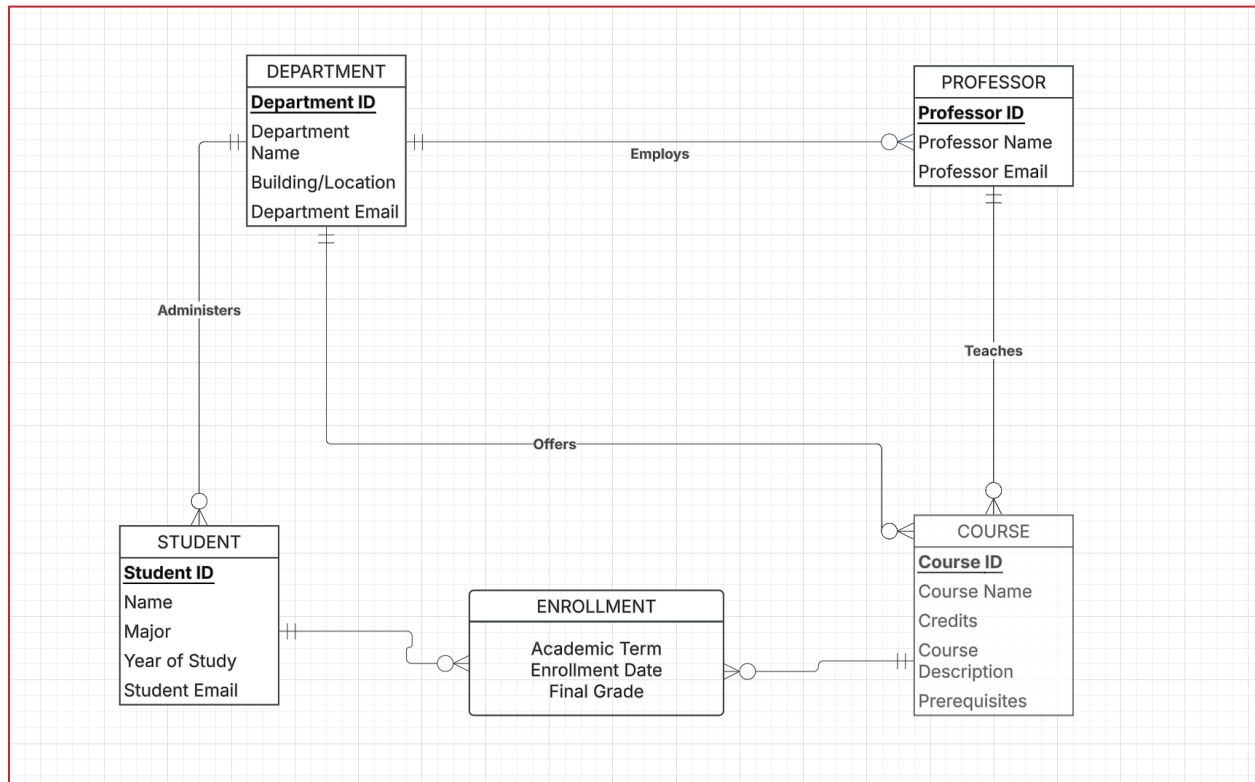 DEPARTMENT
Department ID
Department
Name
Building/Location
Department Email
Employs
PROFESSOR
Professor ID
Professor Name
Professor Email
Administers
Teaches
Offers
STUDENT
Student ID
Name
Major
Year of Study
Student Email
ENROLLMENT
Academic Term
Enrollment Date
Final Grade
COURSE
Course ID
Course Name
Credits
Course
Description
Prerequisites